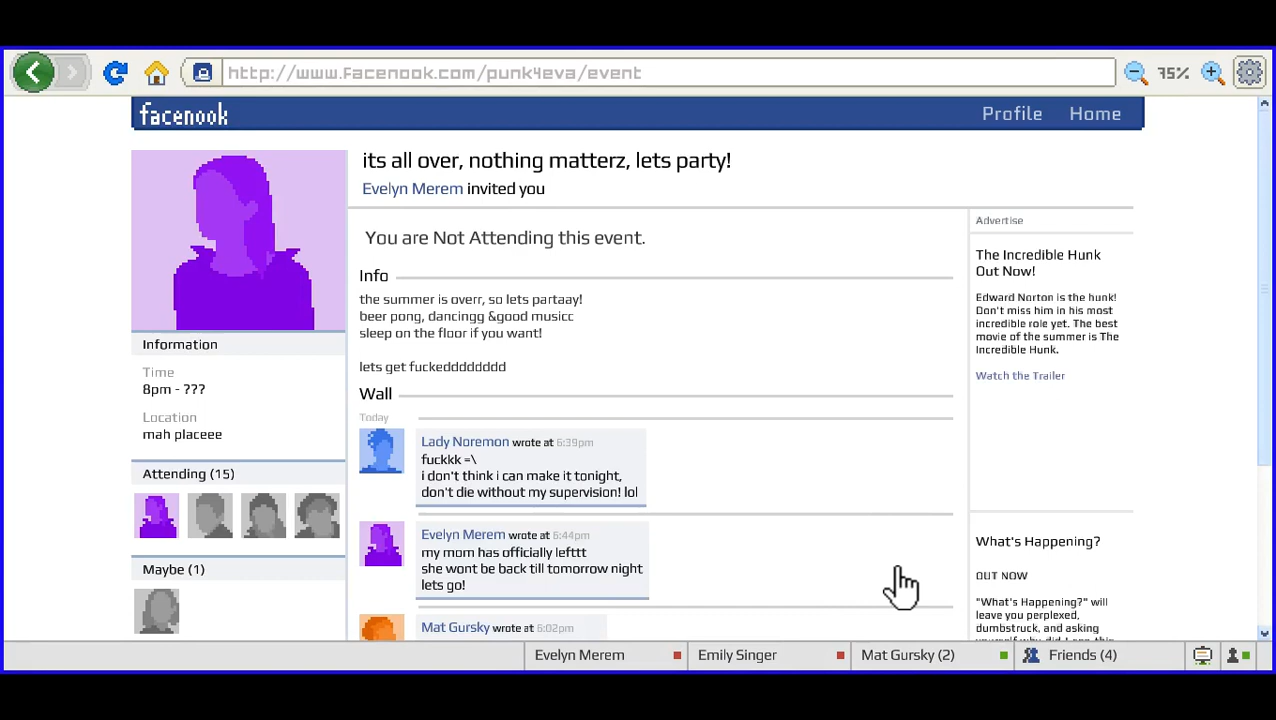 http://www.facenook.com/punk4eva/event
75%
facenook
Profile
Home
its all over, nothing matterz, lets party!
Evelyn Merem invited you
You are Not Attending this event.
Info
the summer is overr, so lets partaay!
beer pong, dancingg &good musicc
sleep on the floor if you want!
lets get fuckedddddddd
Wall
Today
Lady Noremon wrote at 6:39pm
fuckkk =\
i don't think i can make it tonight,
don't die without my supervision! lol
Evelyn Merem wrote at 6:44pm
my mom has officially lefttt
she wont be back till tomorrow night
lets go!
Mat Gursky wrote at 6:02pm
Information
Time
8pm - ???
Location
mah placeee
Attending (15)
Maybe (1)
Advertise
The Incredible Hunk
Out Now!
Edward Norton is the hunk!
Don't miss him in his most
incredible role yet. The best
movie of the summer is The
Incredible Hunk.
Watch the Trailer
What's Happening?
OUT NOW
"What's Happening?" will
leave you perplexed,
dumbstruck, and asking
Evelyn Merem
Emily Singer
Mat Gursky (2)
Friends (4)